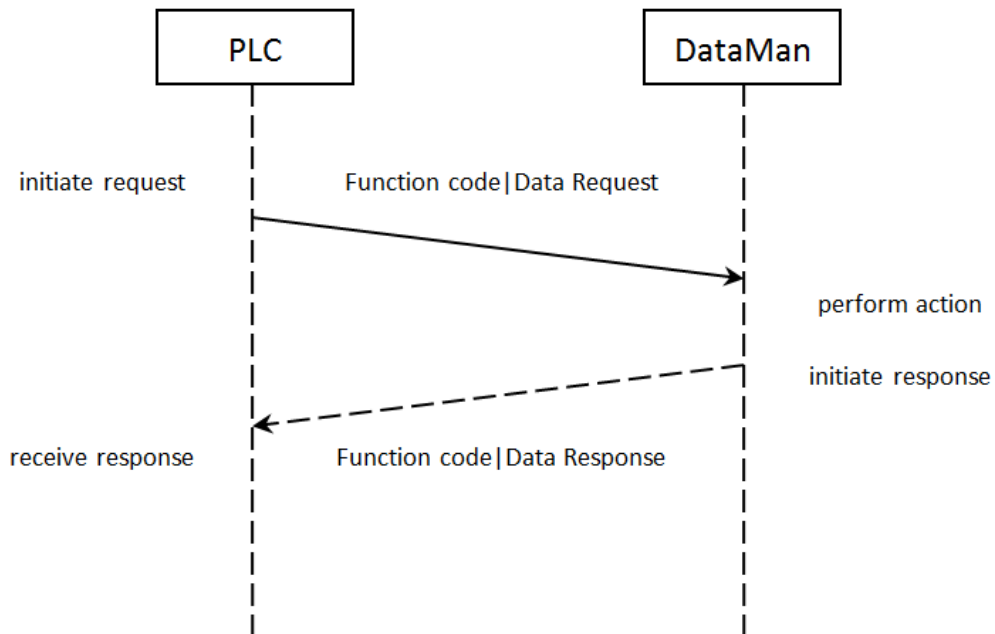 PLC
DataMan
initiate request
Function code|Data Request
perform action
initiate response
receive response
Function code|Data Response